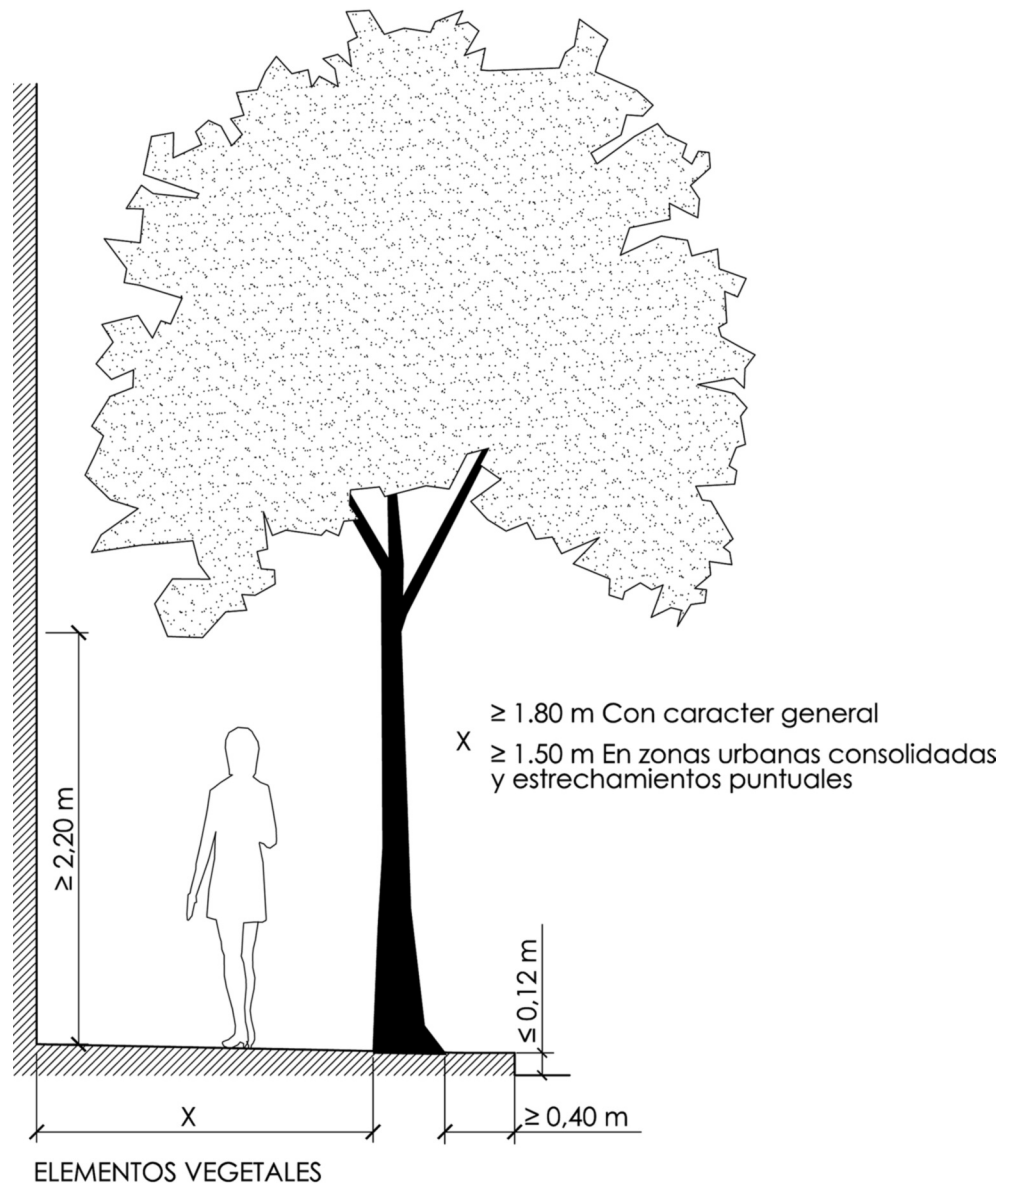 ≥ 1.80 m Con caracter general
X
≥ 1.50 m En zonas urbanas consolidadas
y estrechamientos puntuales
≥ 2,20 m
≤ 0,12 m
X
≥ 0,40 m
ELEMENTOS VEGETALES